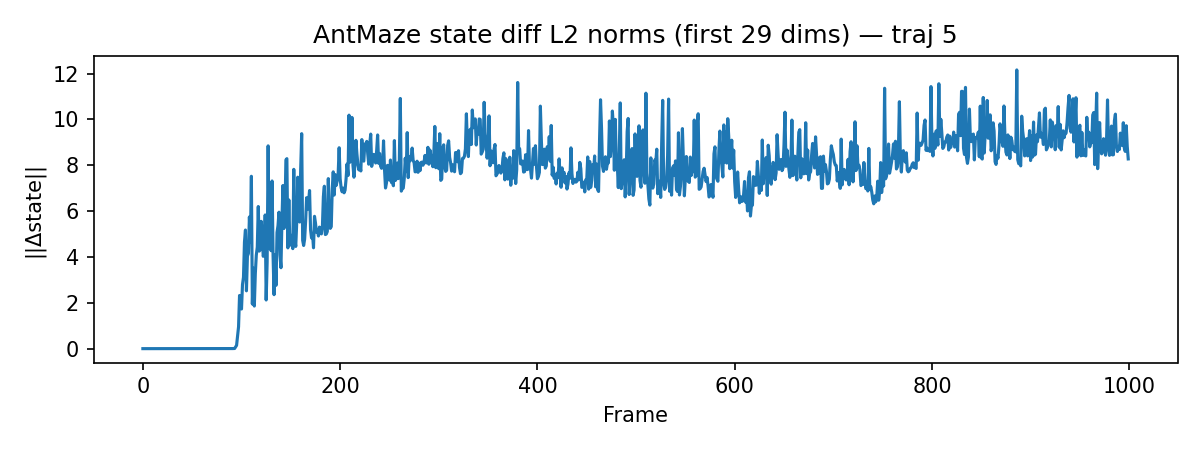 AntMaze state diff L2 norms (first 29 dims) — traj 5
12
10
8
6
4
2
0
||Δstate||
0 200 400 600 800 1000
Frame